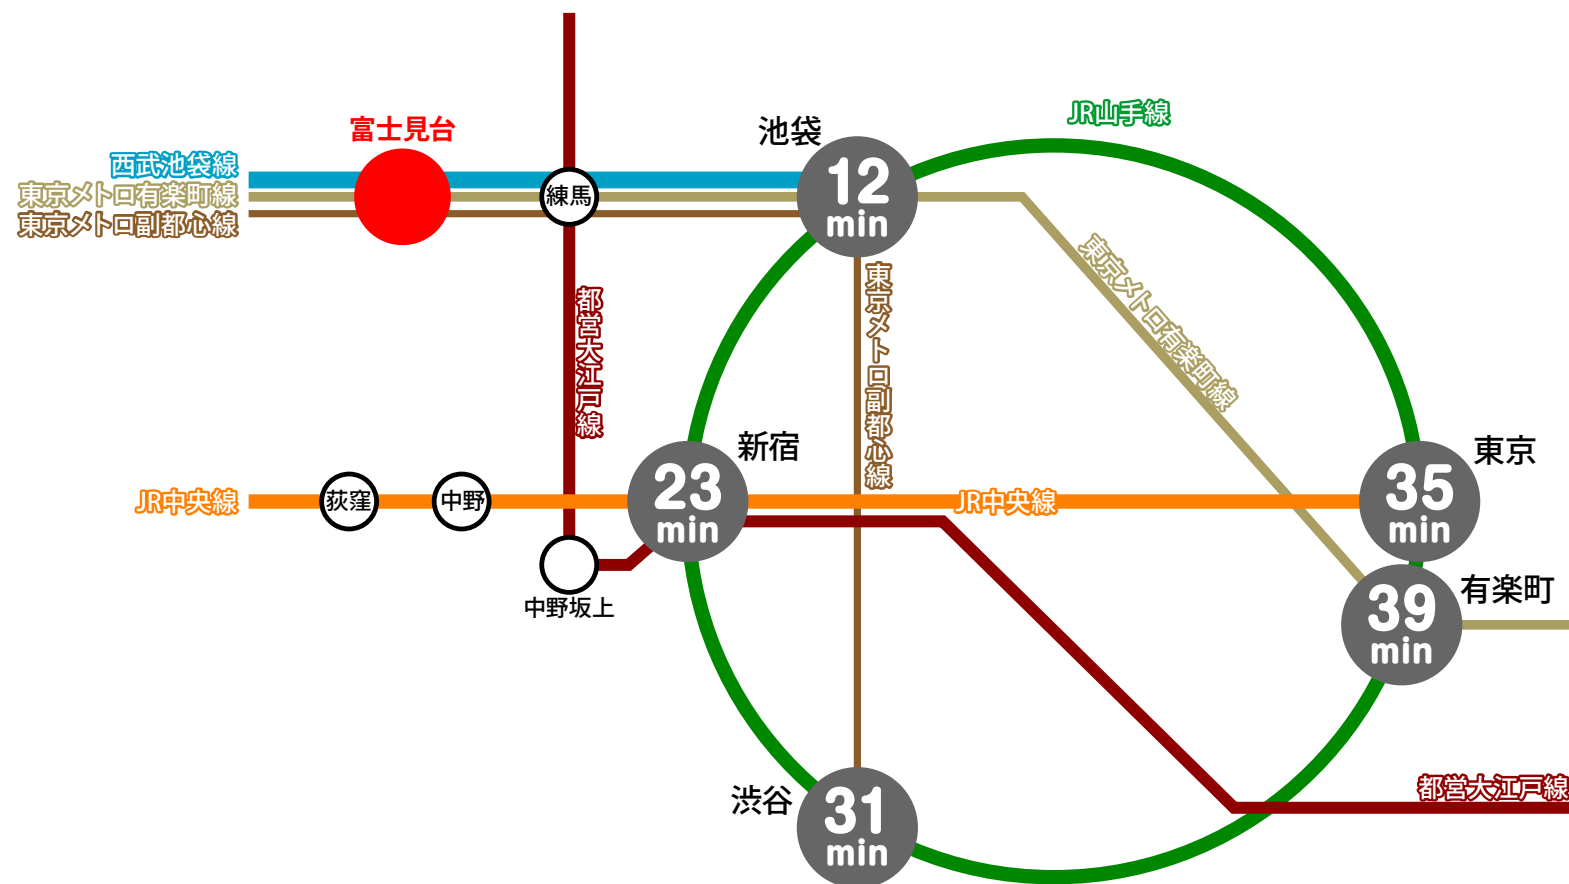 JR山手線
池袋
富士見台
西武池袋線
東京メトロ有楽町線
東京メトロ副都心線
練馬
12
min
東京メトロ有楽町線
東京メトロ副都心線
都営大江戸線
新宿
東京
JR中央線
荻窪
中野
23
min
JR中央線
35
min
中野坂上
有楽町
39
min
渋谷
31
min
都営大江戸線